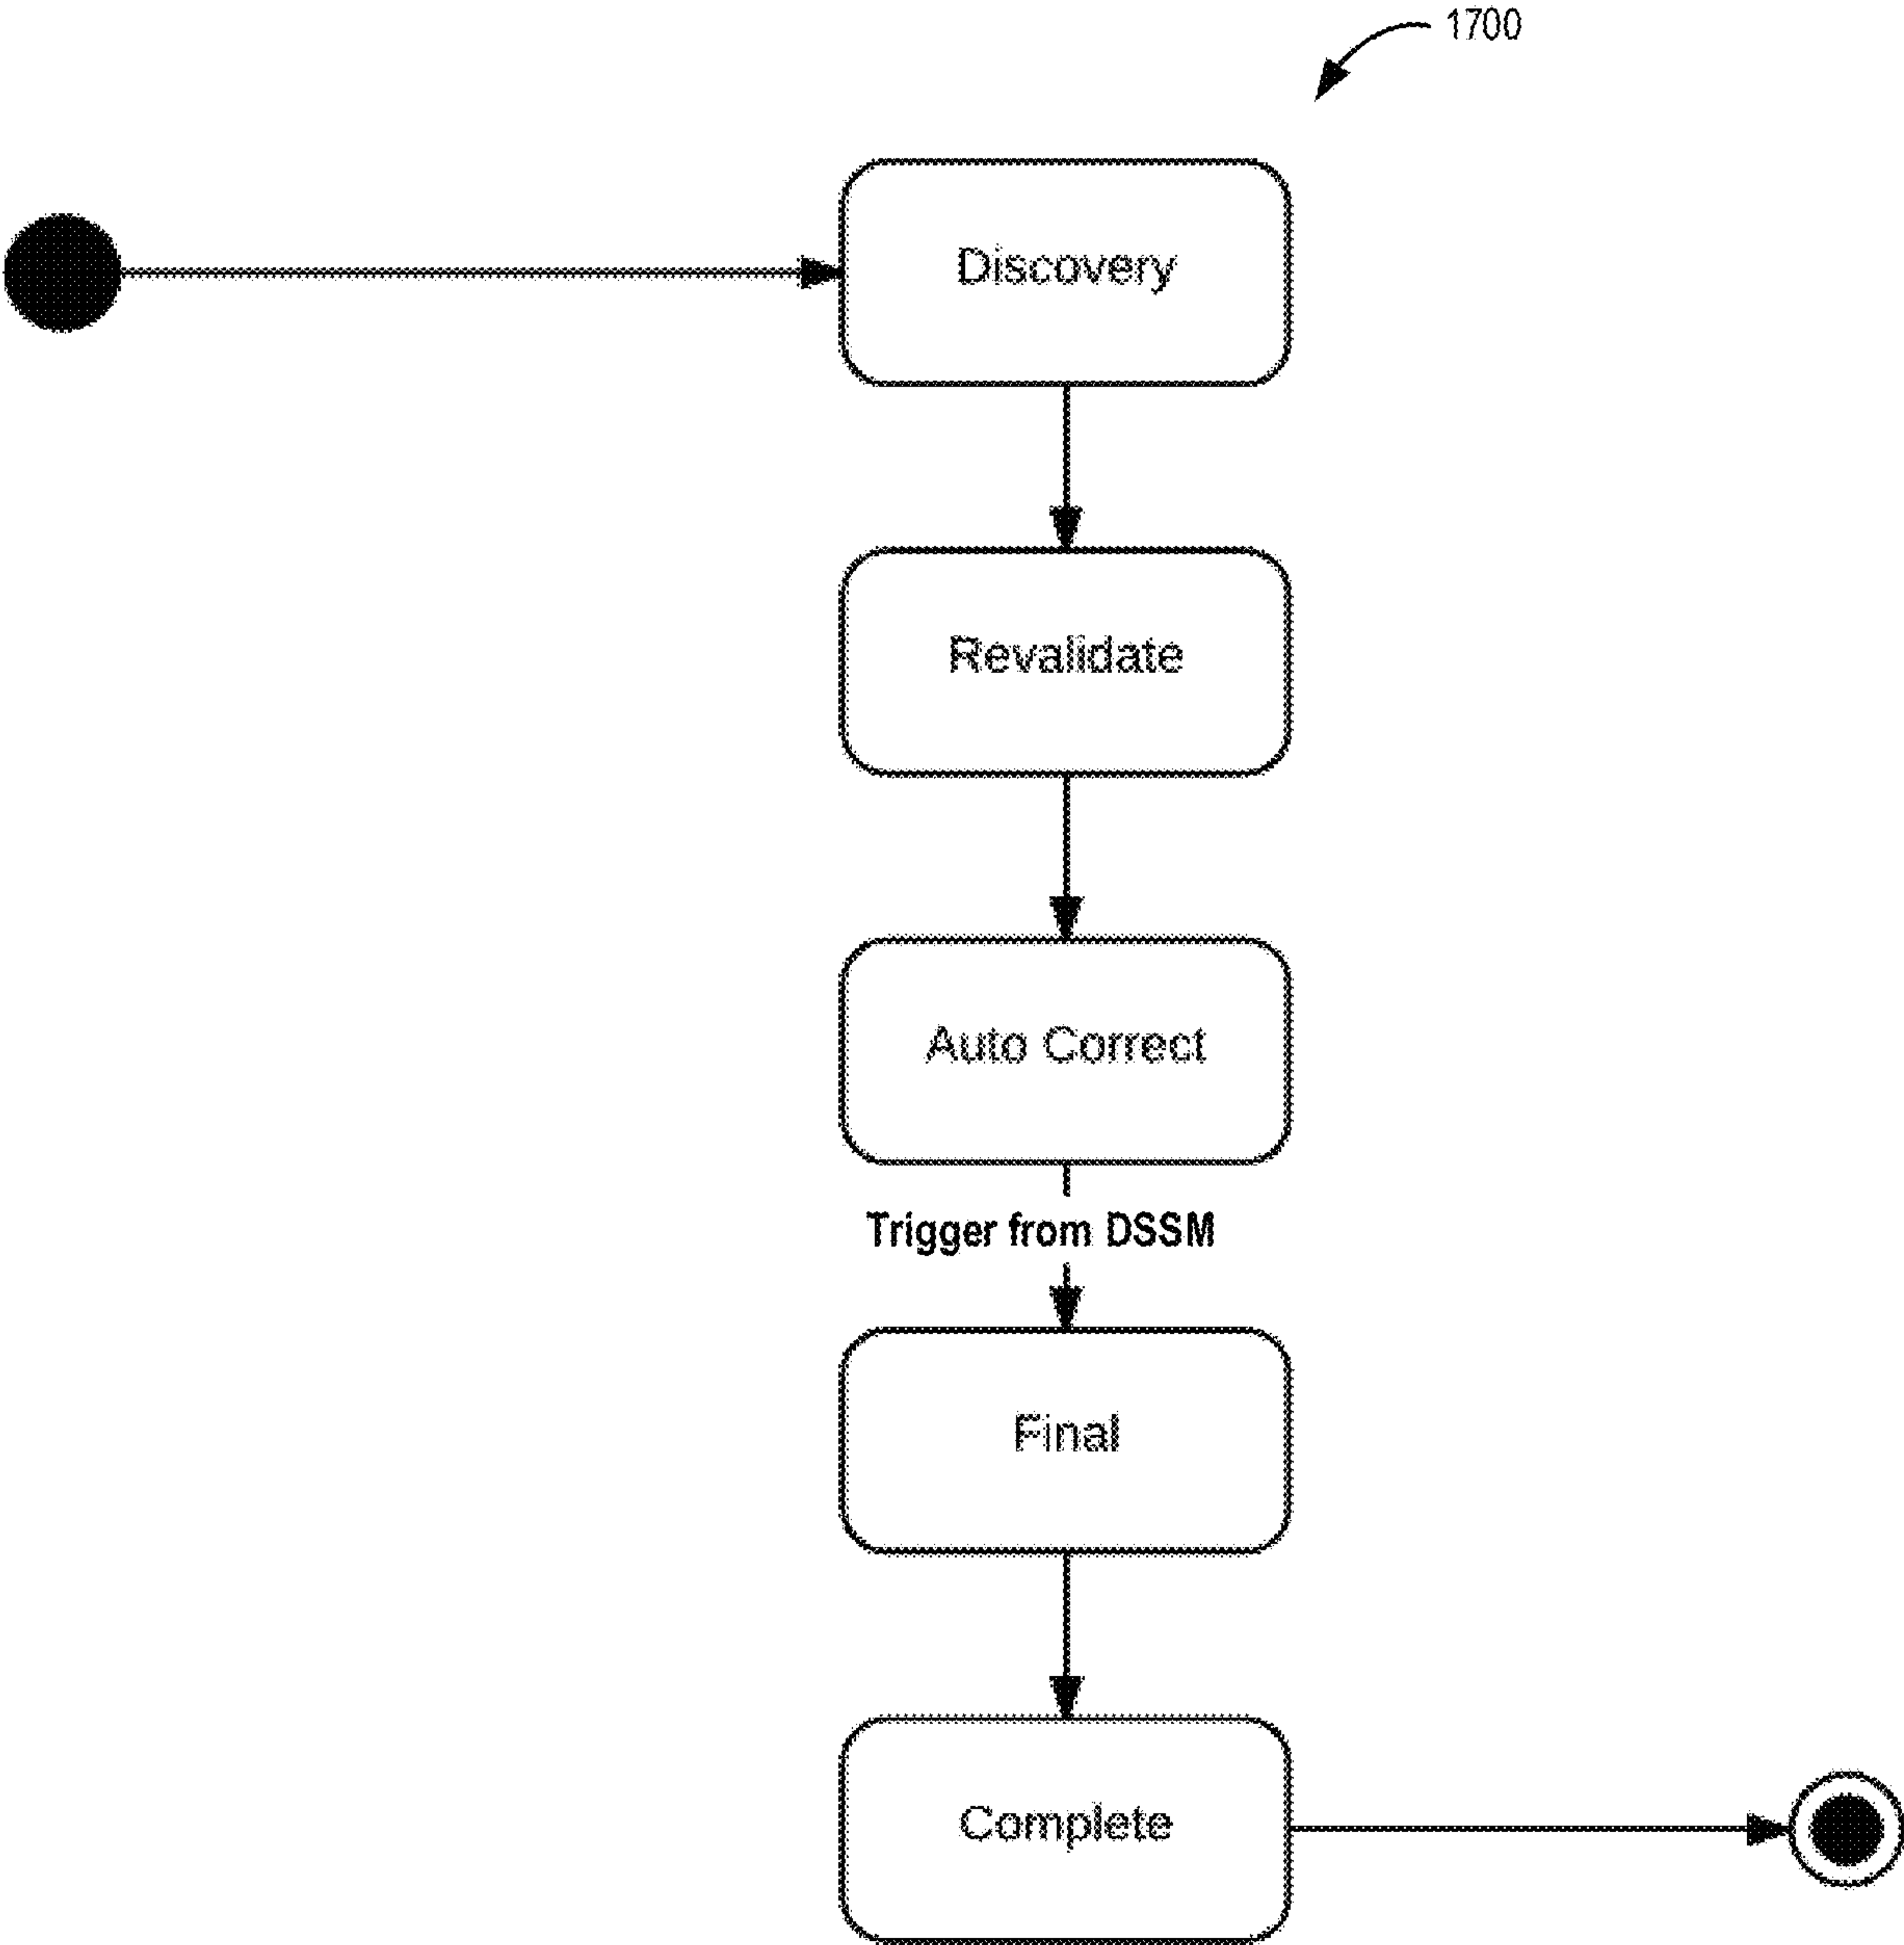 1700
Discovery
Revalidate
Auto Correct
Trigger from DSSM
Final
Complete